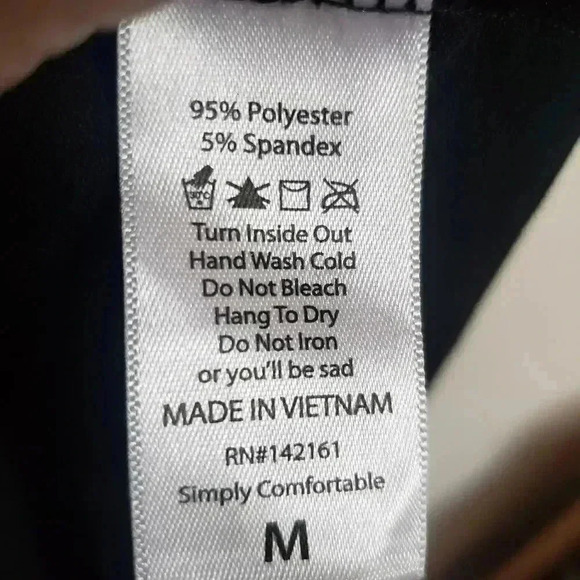 95% Polyester
5% Spandex
30°C
Turn Inside Out
Hand Wash Cold
Do Not Bleach
Hang To Dry
Do Not Iron
or you'll be sad
MADE IN VIETNAM
RN#142161
Simply Comfortable
M